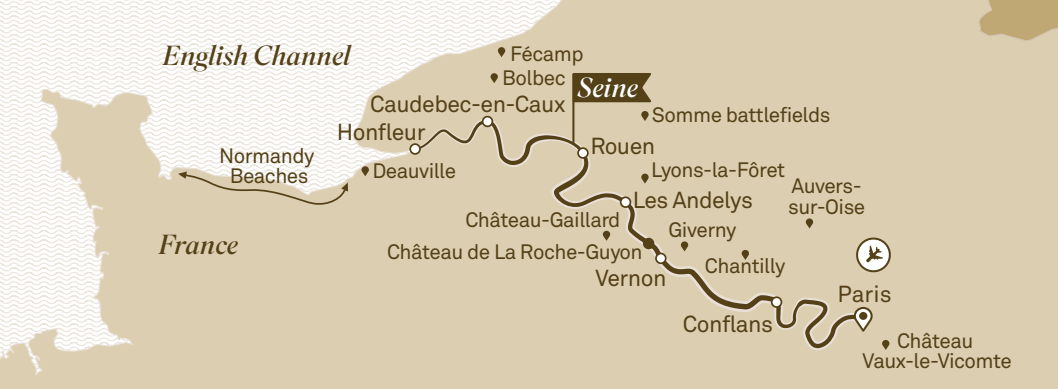 English Channel
Fécamp
Bolbec
Seine
Caudebec-en-Caux
Somme battlefields
Honfleur
Rouen
Normandy
Beaches
Deauville
Lyons-la-Fôret
Auvers-
sur-Oise
Les Andelys
Château-Gaillard
Giverny
France
Château de La Roche-Guyon
Chantilly
Vernon
Paris
Conflans
Château
Vaux-le-Vicomte